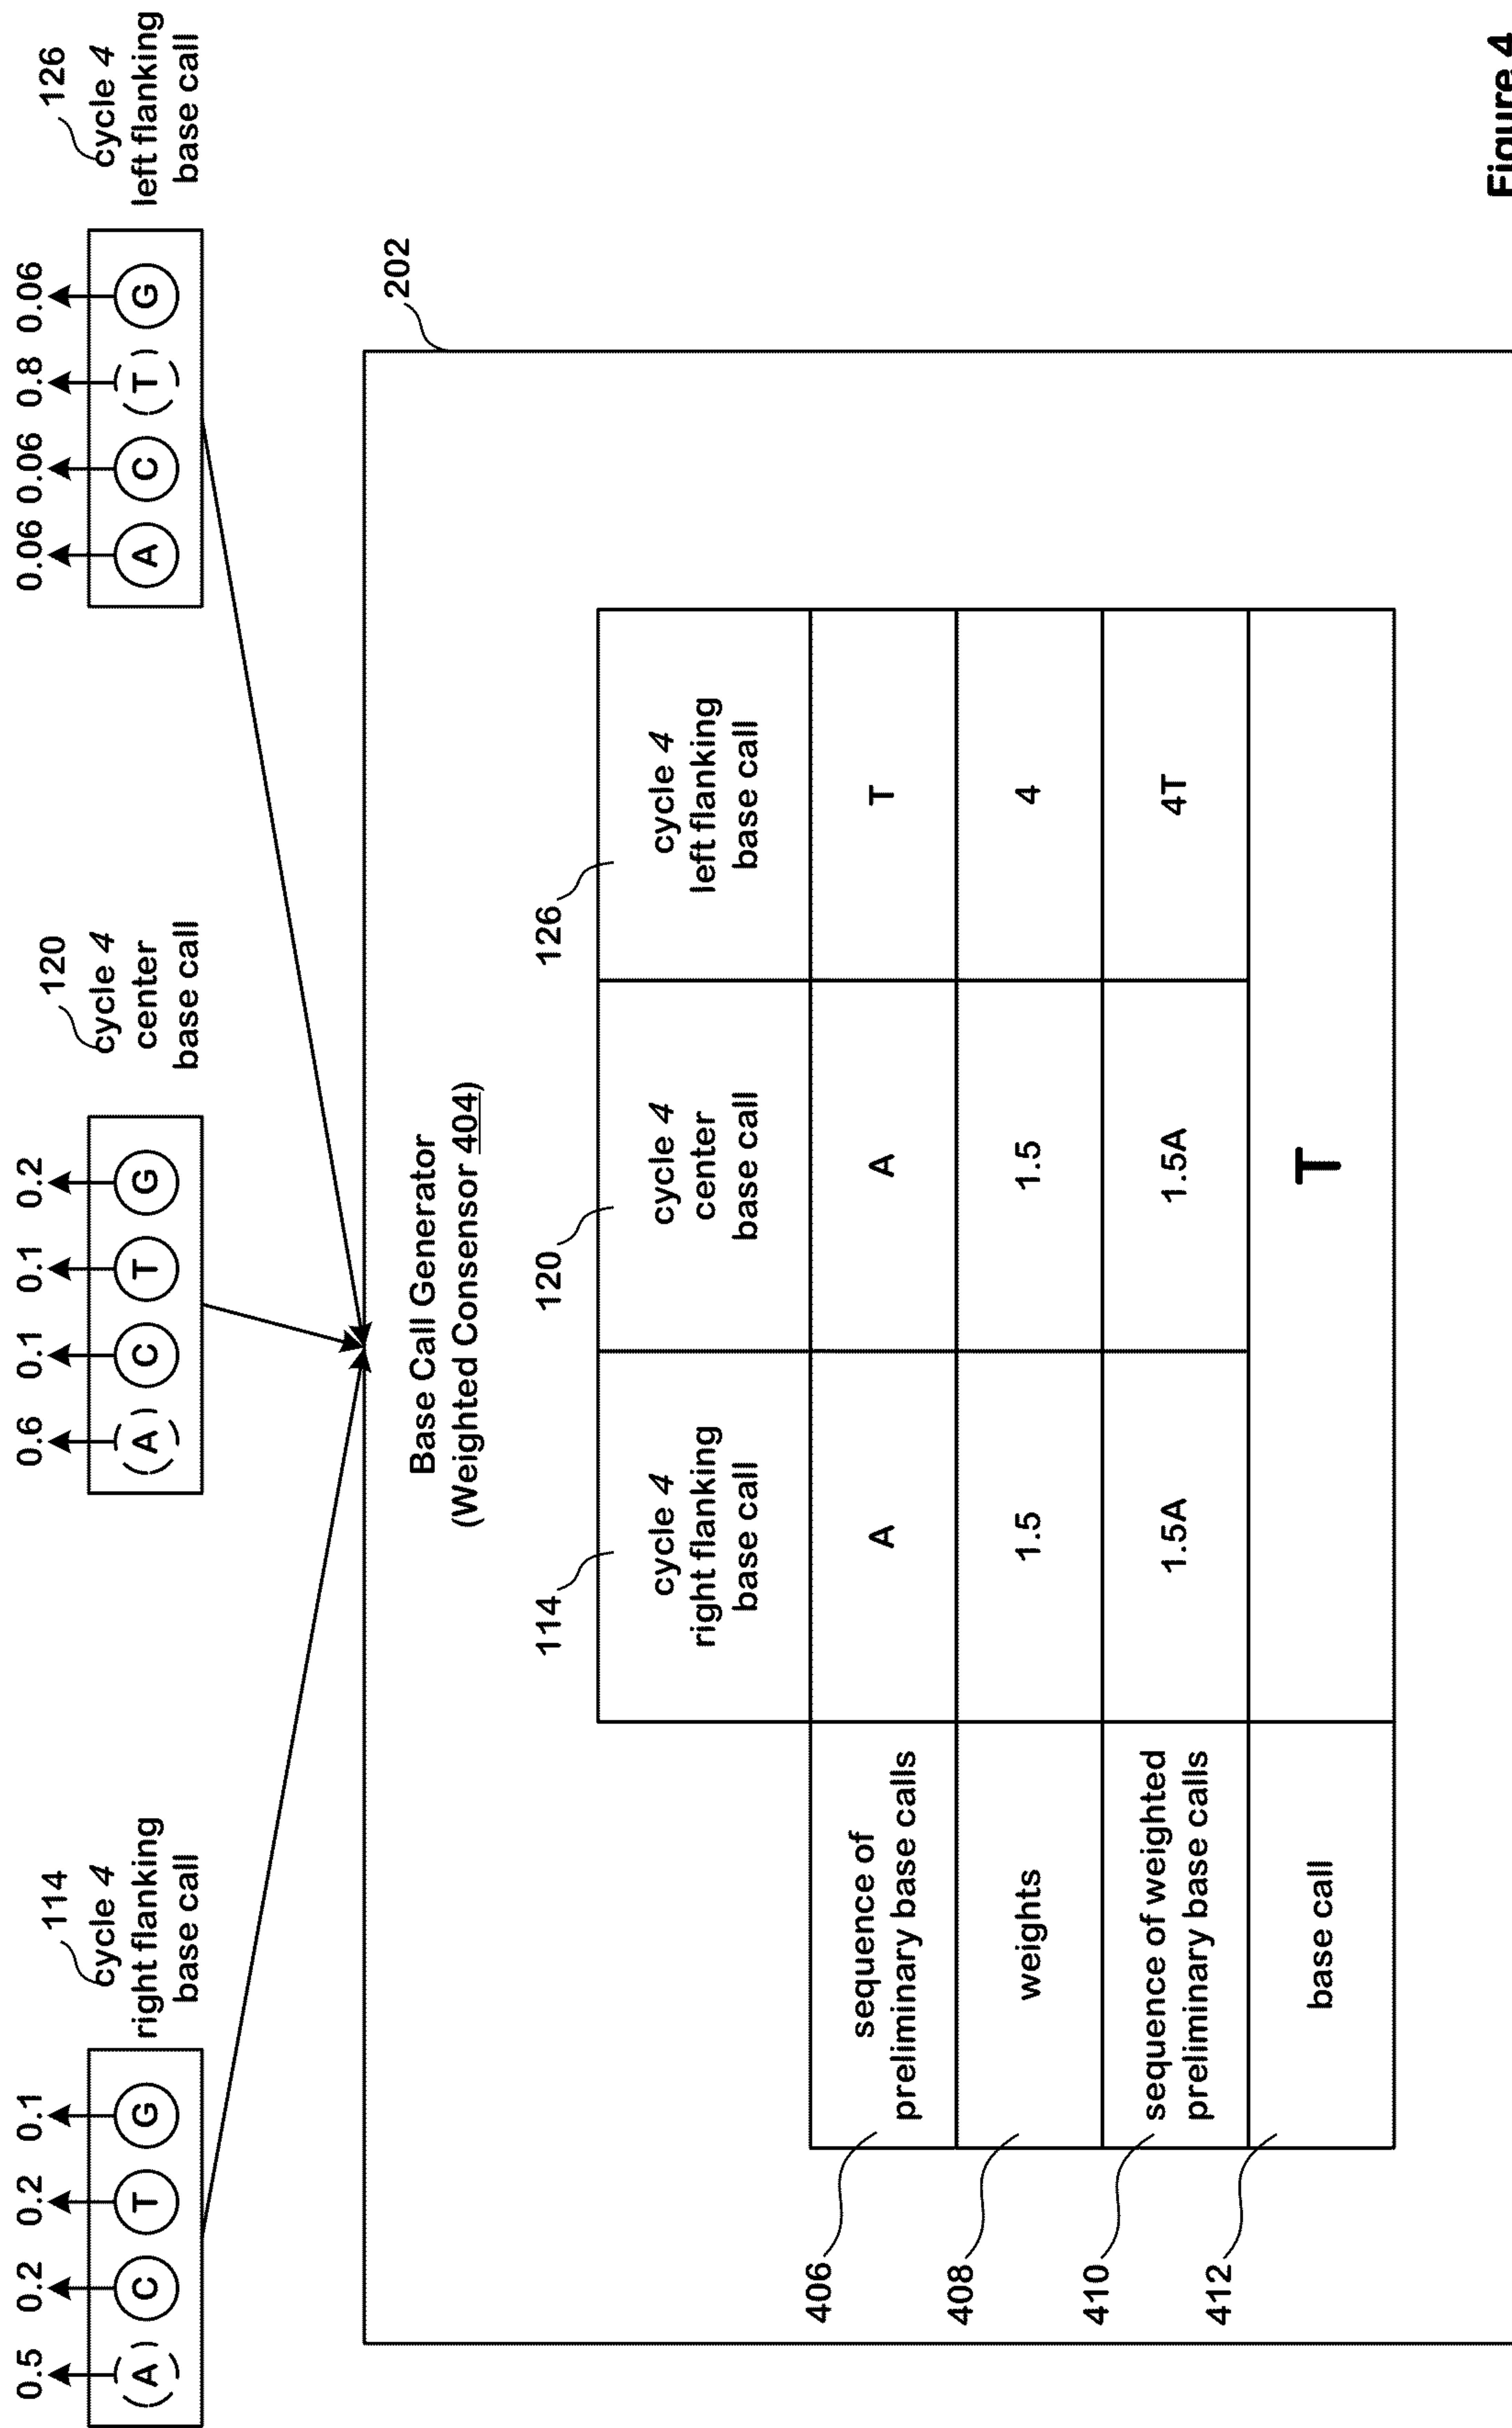 0.5 0.2 0.2 0.1
A C T G
114
cycle 4
right flanking
base call
0.6 0.1 0.1 0.2
A C T G
120
cycle 4
center
base call
0.06 0.06 0.8 0.06
A C T G
126
cycle 4
left flanking
base call
202
Base Call Generator
(Weighted Consensor 404)
114
120
126
cycle 4
right flanking
base call
cycle 4
center
base call
cycle 4
left flanking
base call
406
sequence of
preliminary base calls
A
A
T
408
weights
1.5
1.5
4
410
sequence of weighted
preliminary base calls
1.5A
1.5A
4T
412
base call
T
Figure 4